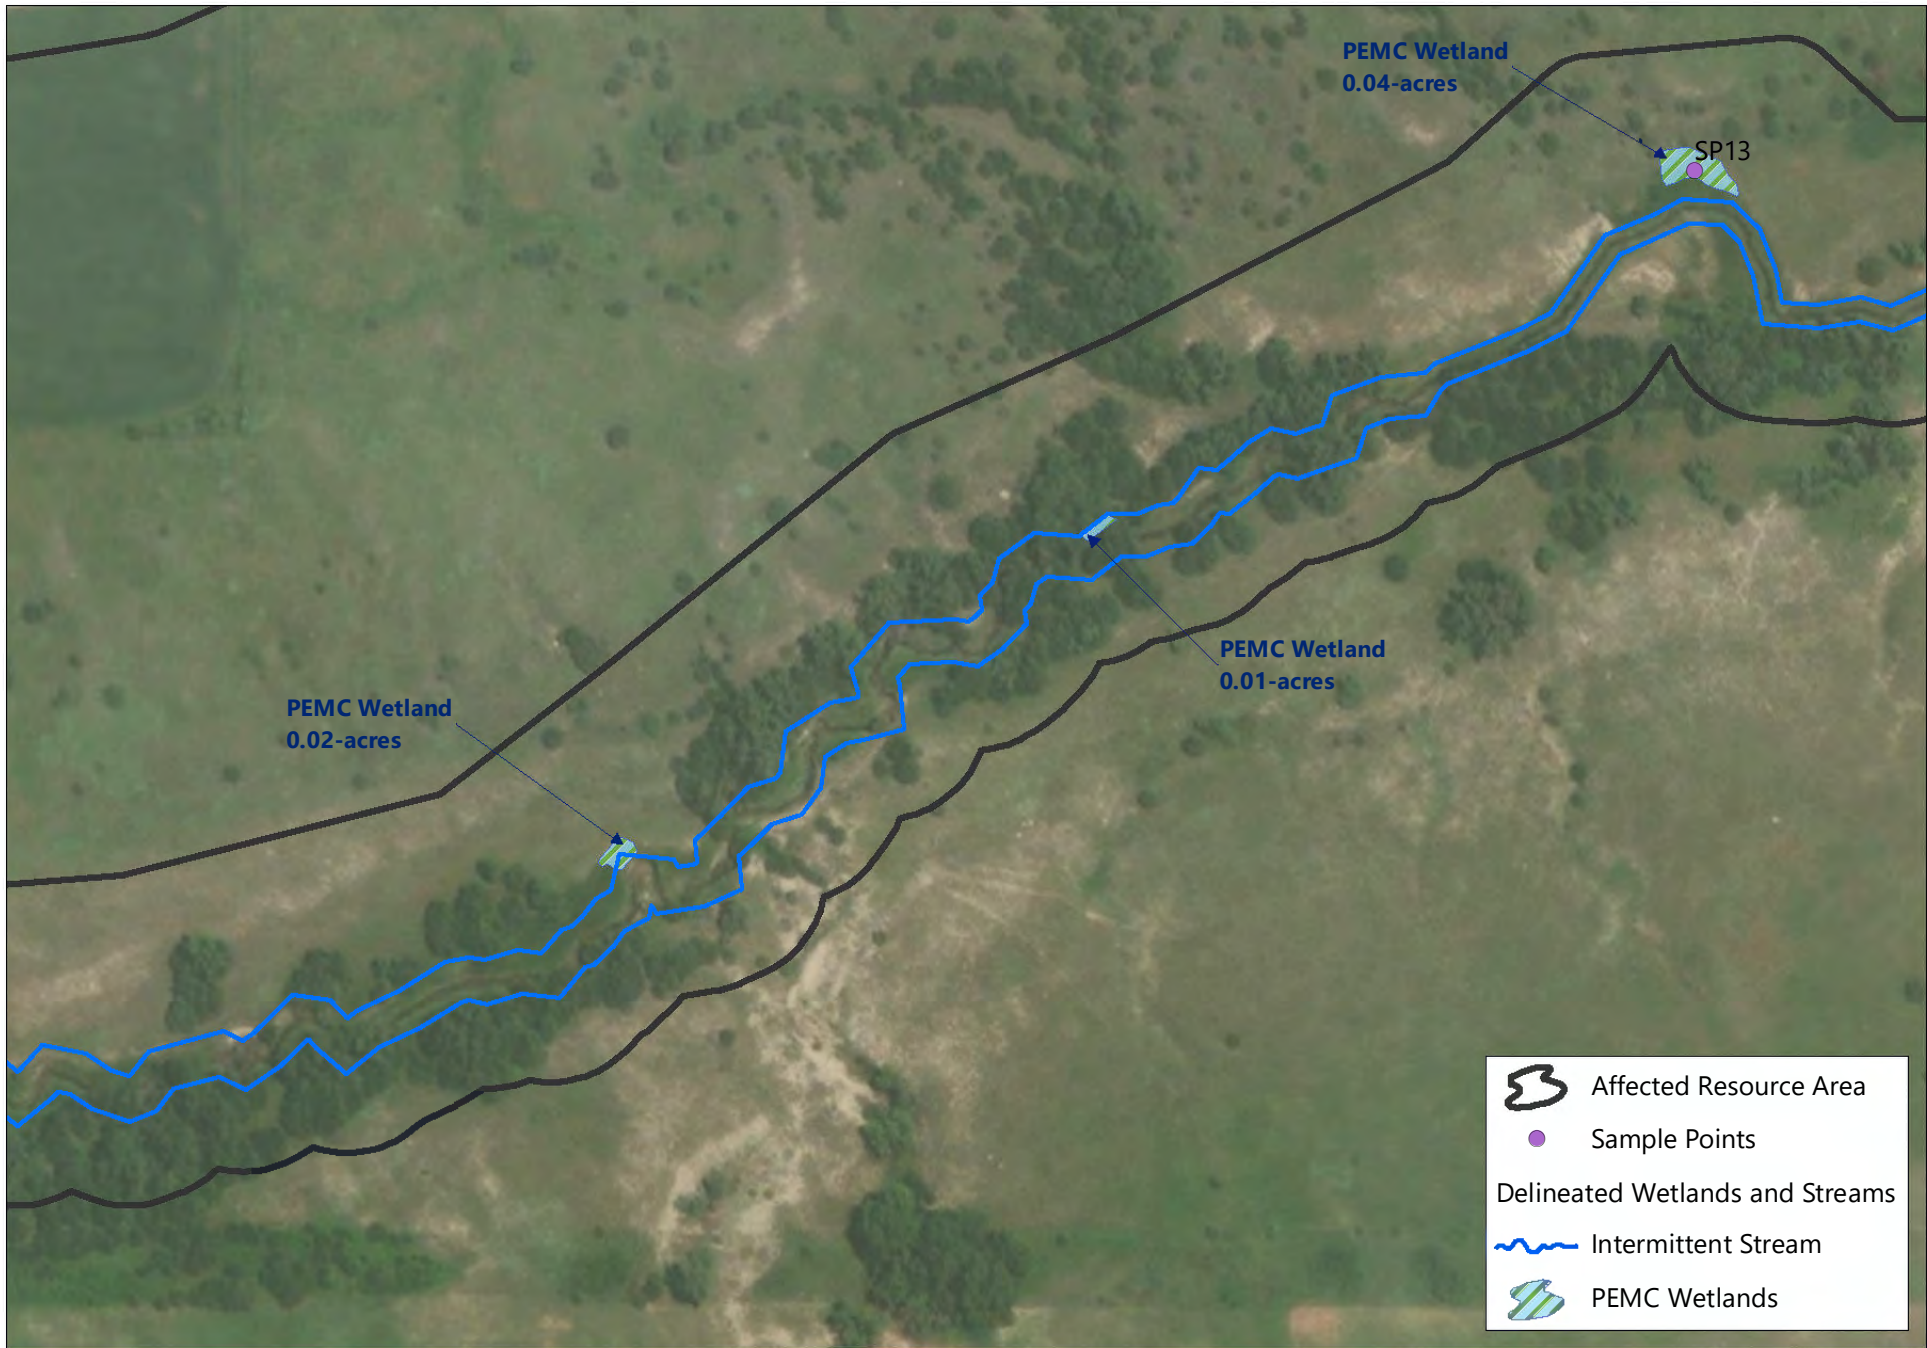 PEMC Wetland
0.04-acres
SP13
PEMC Wetland
0.01-acres
PEMC Wetland
0.02-acres
Affected Resource Area
Sample Points
Delineated Wetlands and Streams
Intermittent Stream
PEMC Wetlands